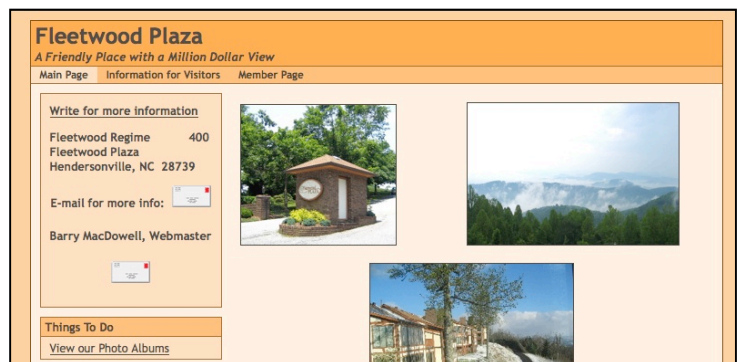 Fleetwood Plaza
A Friendly Place with a Million Dollar View
Main Page Information for Visitors Member Page
Write for more information
Fleetwood Regime 400
Fleetwood Plaza
Hendersonville, NC 28739
E-mail for more info:
Barry MacDowell, Webmaster
Things To Do
View our Photo Albums